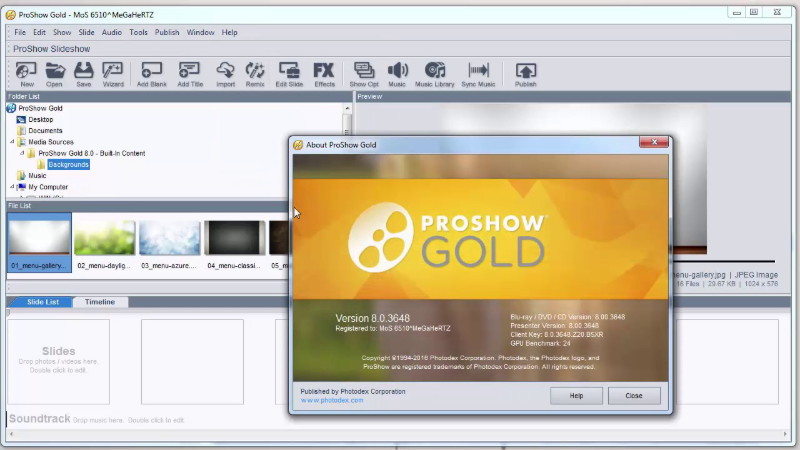 ProShow Gold - MoS 6510^MeGaHeRTZ
File Edit Show Slide Audio Tools Publish Window Help
ProShow Slideshow
New Open Save Wizard Add Blank Add Title Import Remix Edit Slide Effects Show Opt Music Music Library Sync Music Publish
FX
Folder List
Preview
ProShow Gold
Desktop
Documents
Media Sources
ProShow Gold 8.0 - Built-In Content
Backgrounds
Music
My Computer
File List
01_menu-gallery...
02_menu-daylig...
03_menu-azure...
04_menu-classi...
enu-gallery.jpg | JPEG Image
16 Files | 29.67 KB | 1024 x 576
Slide List Timeline
Slides
Drop photos / videos here.
Double click to edit.
Soundtrack Drop music here. Double click to edit.
About ProShow Gold
PROSHOW
GOLD
Version 8.0.3648
Registered to: MoS 6510^MeGaHeRTZ
Blu-ray / DVD / CD Version: 8.00.3648
Presenter Version: 8.00.3648
Client Key: 8.0.3648.Z20.BSXR
GPU Benchmark: 24
Copyright ©1994-2016 Photodex Corporation. Photodex, the Photodex logo, and
ProShow are registered trademarks of Photodex Corporation. All rights reserved.
Published by Photodex Corporation
www.photodex.com
Help Close